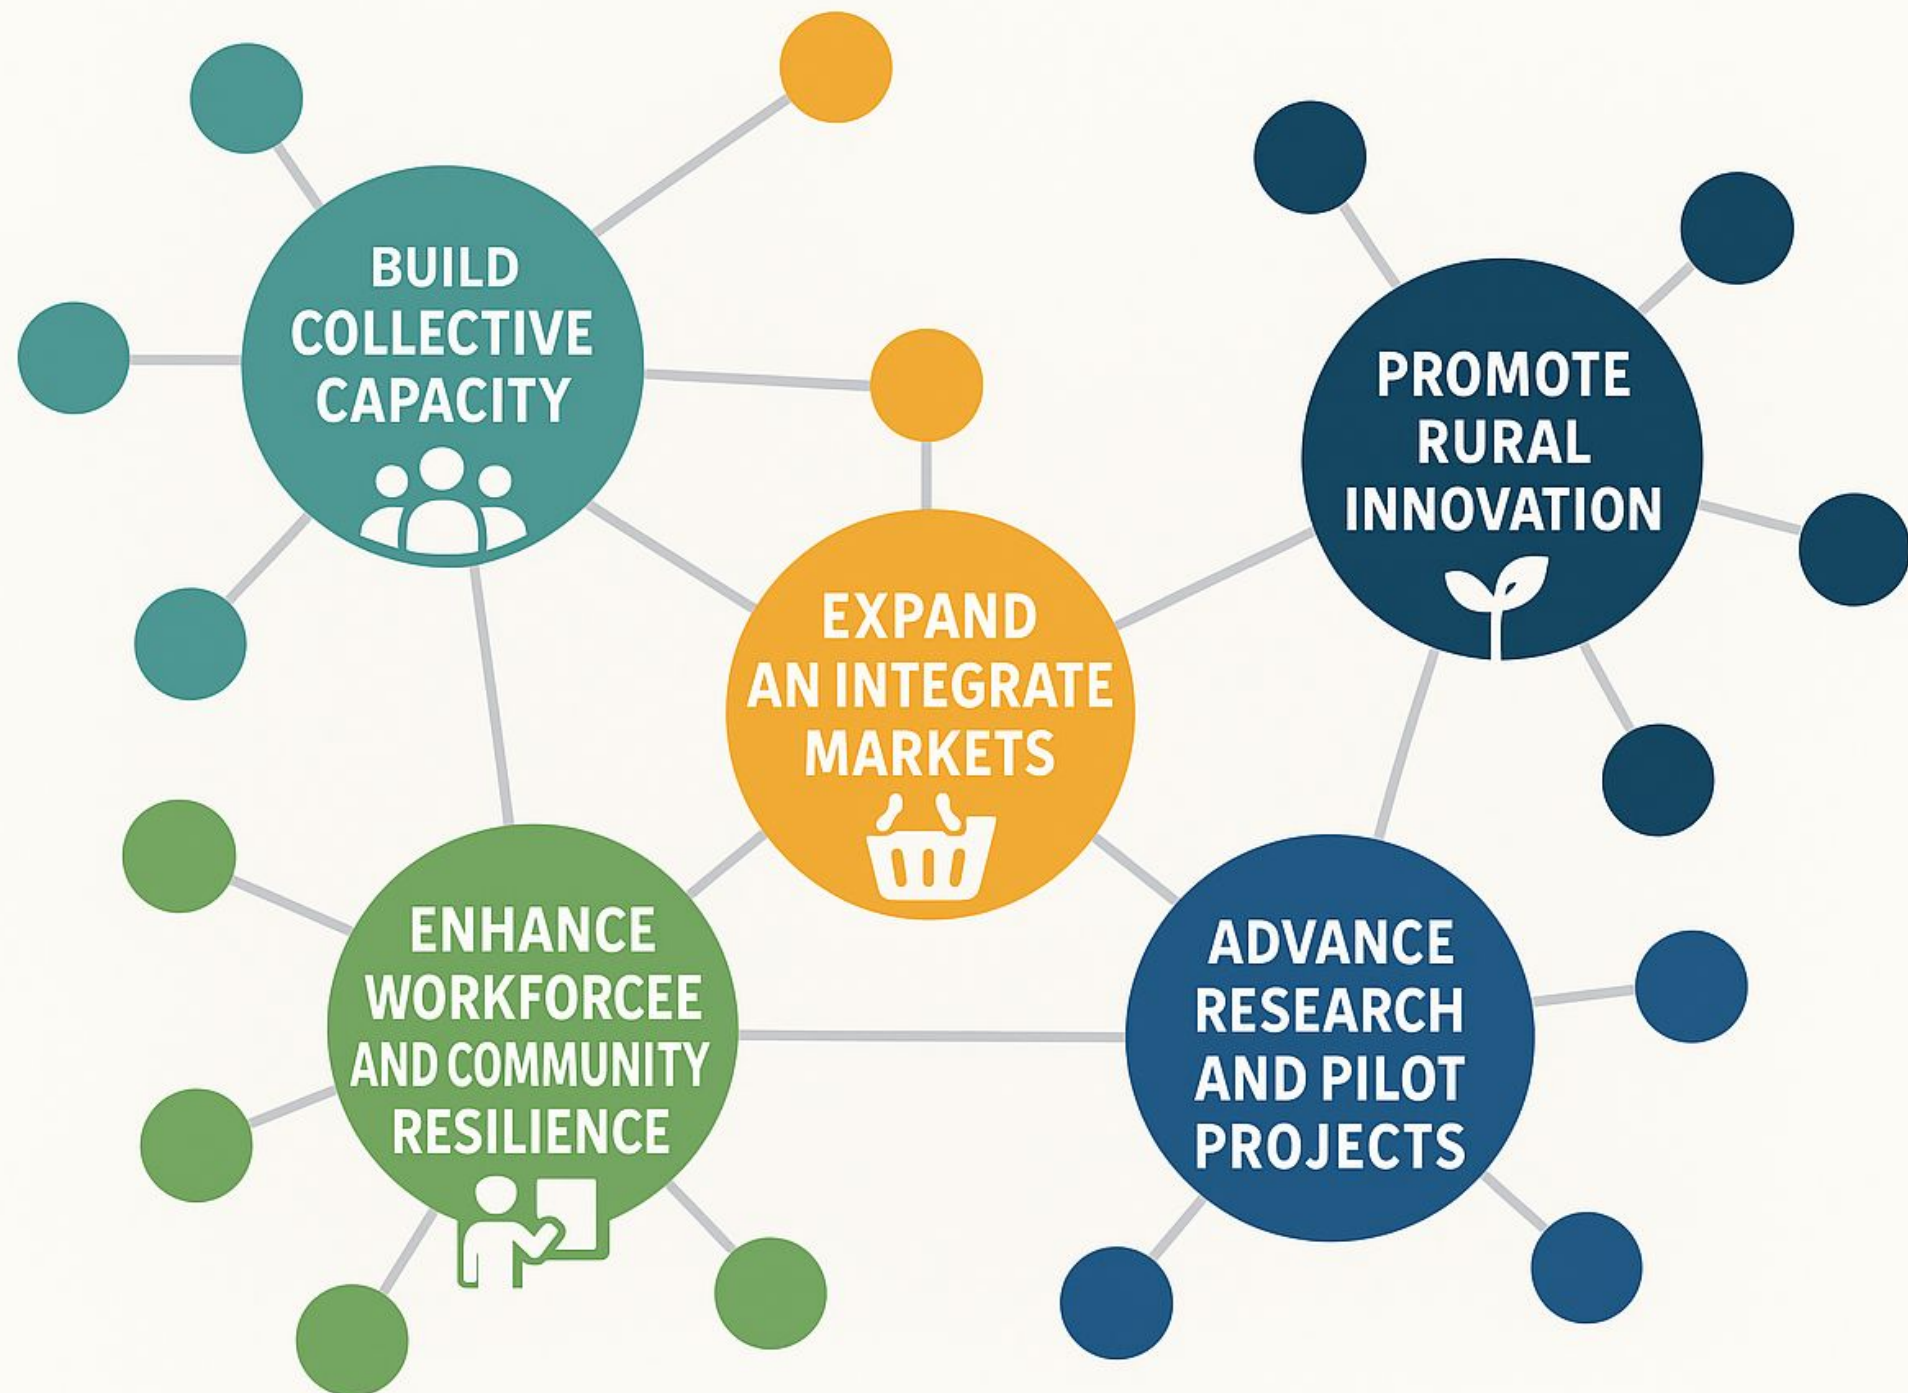 BUILD
COLLECTIVE
CAPACITY
PROMOTE
RURAL
INNOVATION
EXPAND
AN INTEGRATE
MARKETS
ENHANCE
WORKFORCEE
AND COMMUNITY
RESILIENCE
ADVANCE
RESEARCH
AND PILOT
PROJECTS